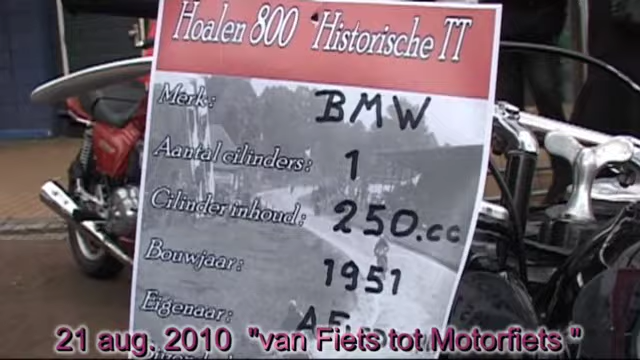 Hoalen 800 Historische TT
Merk: BMW
Aantal cilinders: 1
Cilinder inhoud: 250.cc
Bouwjaar: 1951
Eigenaar:
21 aug. 2010 "van Fiets tot Motorfiets"